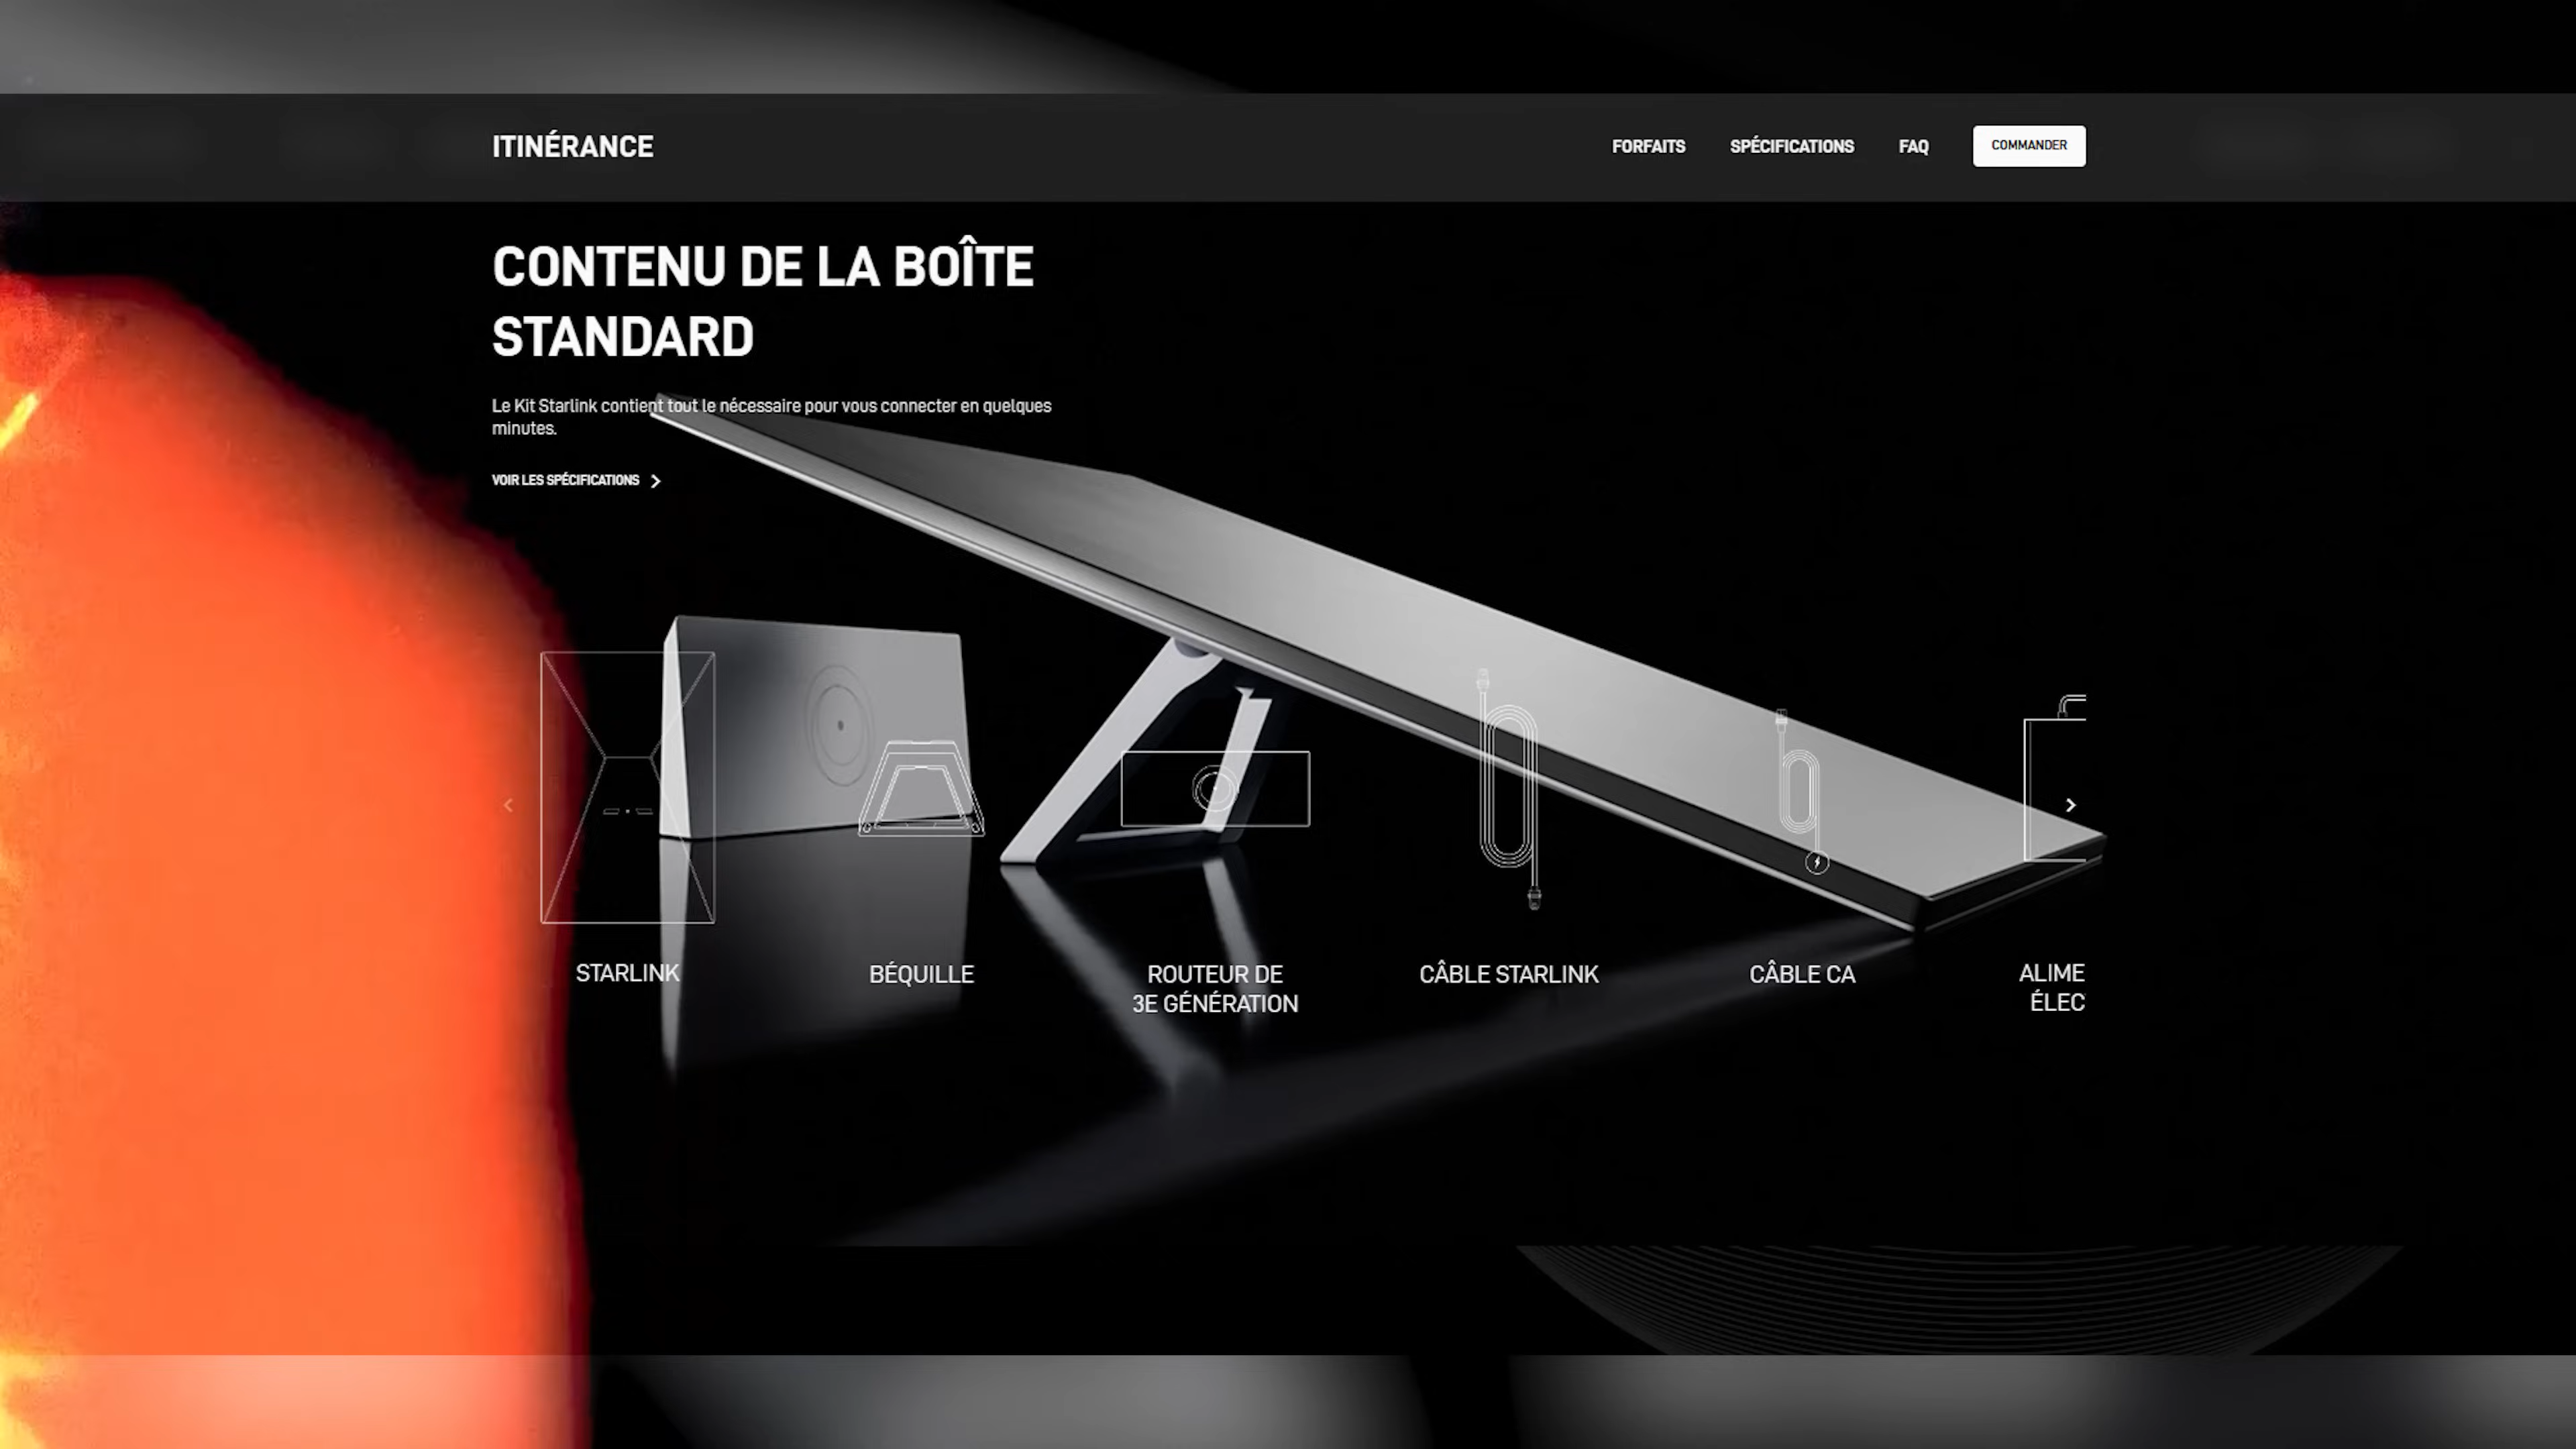 ITINÉRANCE
FORFAITS
SPÉCIFICATIONS
FAQ
COMMANDER
CONTENU DE LA BOÎTE
STANDARD
Le Kit Starlink contient tout le nécessaire pour vous connecter en quelques
minutes.
VOIR LES SPÉCIFICATIONS
STARLINK
BÉQUILLE
ROUTEUR DE
3E GÉNÉRATION
CÂBLE STARLINK
CÂBLE CA
ALIME
ÉLEC